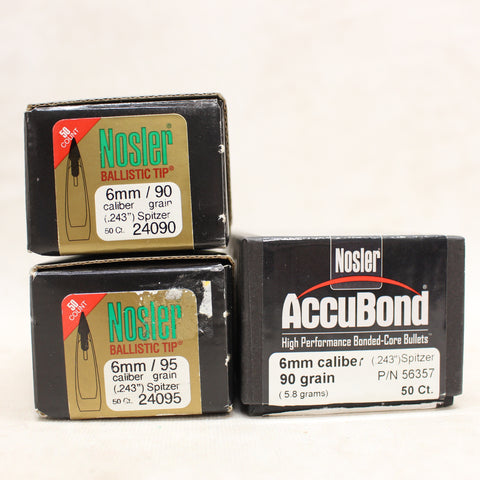 50
COUNT
Nosler®
BALLISTIC TIP®
6mm / 90
caliber grain
(.243") Spitzer
50 Ct. 24090
50
COUNT
Nosler
BALLISTIC TIP®
6mm / 95
caliber grain
(.243") Spitzer
50 Ct. 24095
Nosler®
AccuBond®
High Performance Bonded-Core Bullets™
6mm caliber (.243") Spitzer
90 grain P/N 56357
(5.8 grams) 50 Ct.